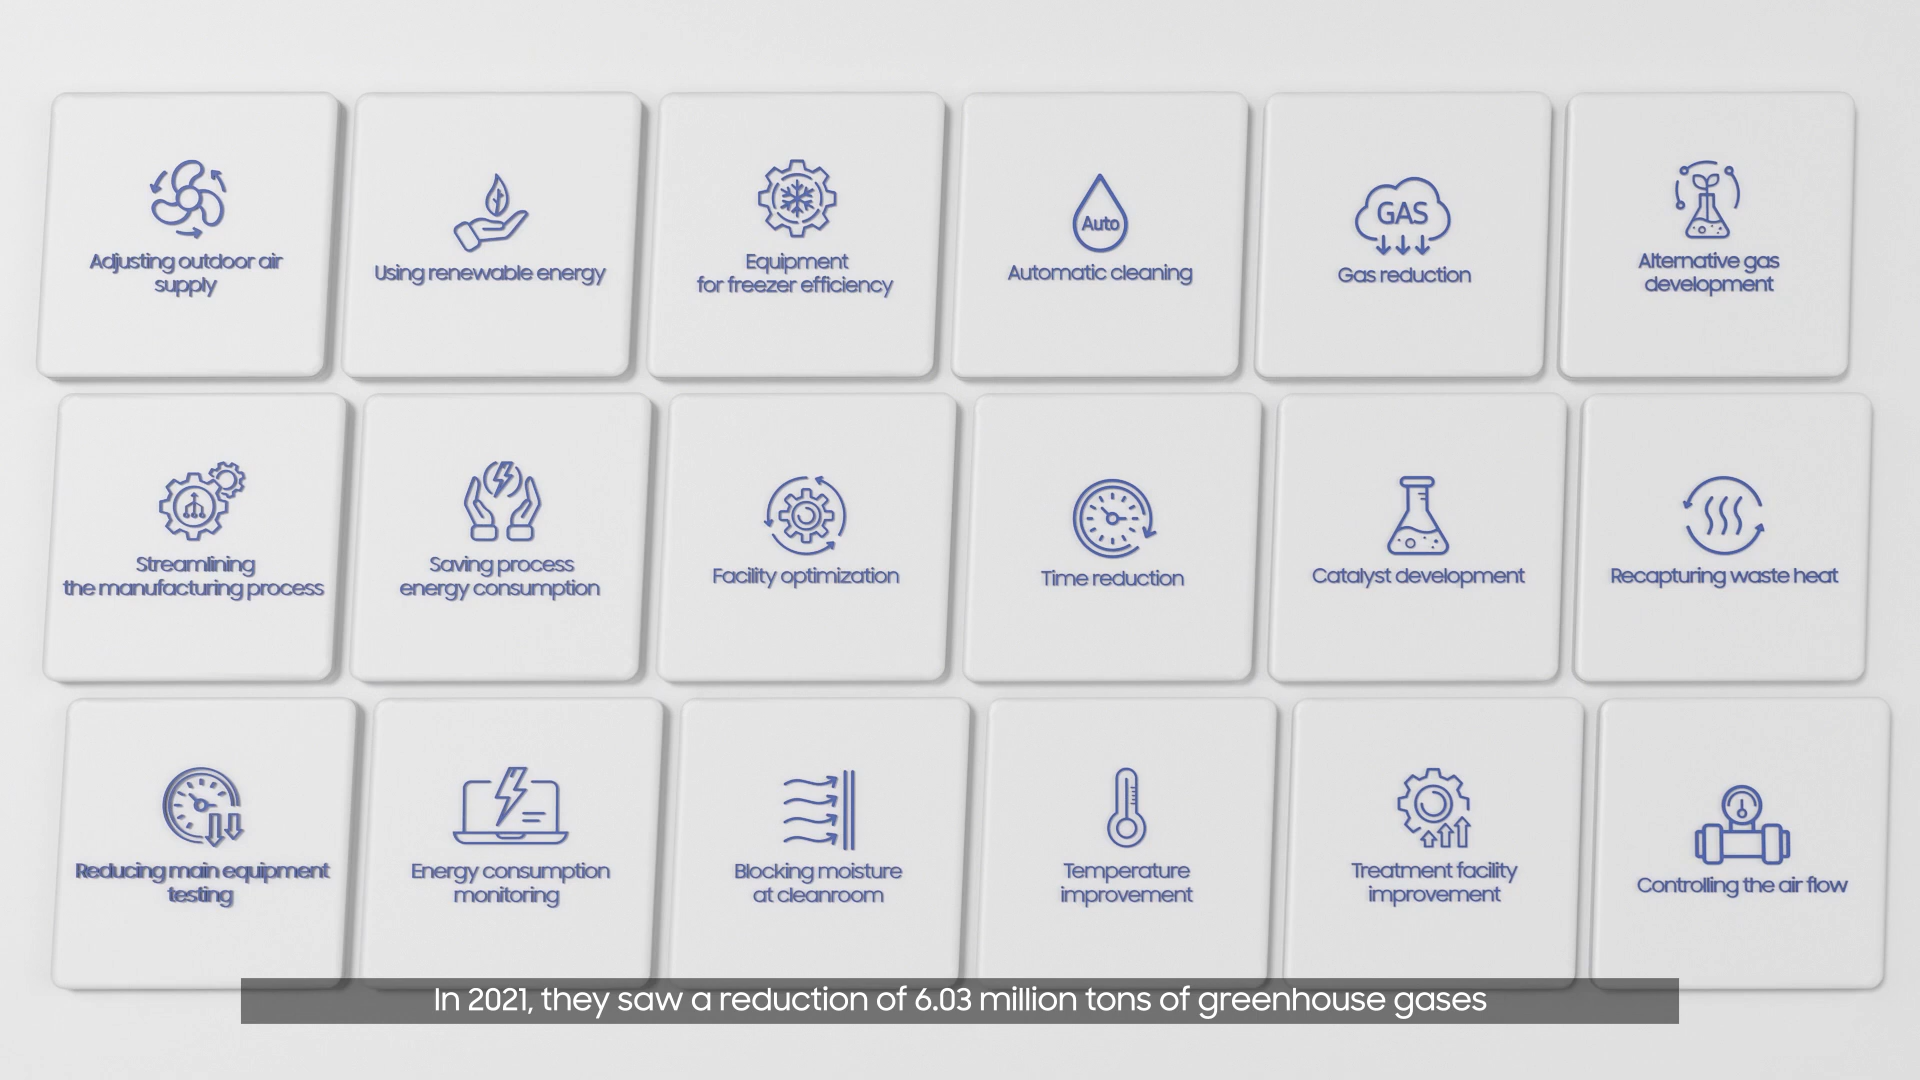 Adjusting outdoor air
supply
Using renewable energy
Equipment
for freezer efficiency
Auto
Automatic cleaning
GAS
Gas reduction
Alternative gas
development
Streamlining
the manufacturing process
Saving process
energy consumption
Facility optimization
Time reduction
Catalyst development
Recapturing waste heat
Reducing main equipment
testing
Energy consumption
monitoring
Blocking moisture
at cleanroom
Temperature
improvement
Treatment facility
improvement
Controlling the air flow
In 2021, they saw a reduction of 6.03 million tons of greenhouse gases